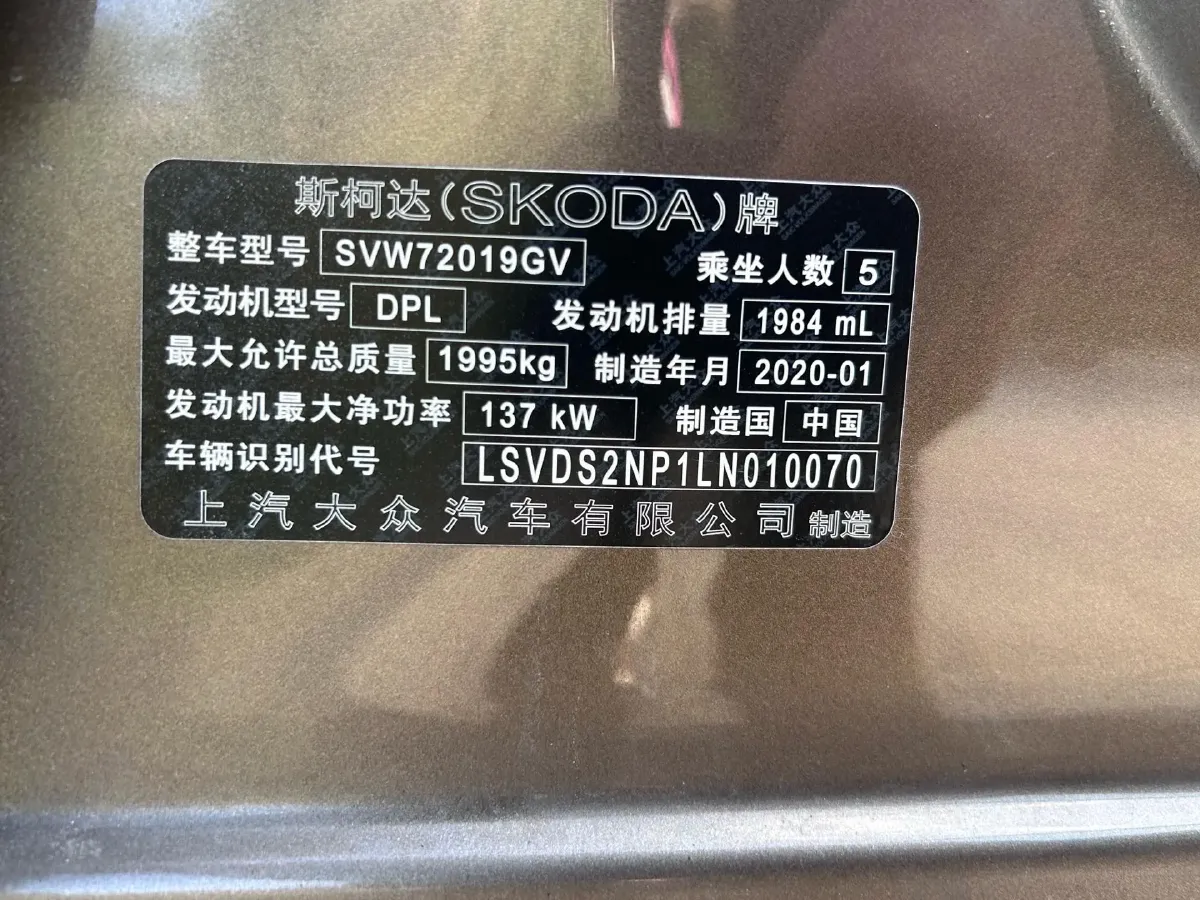 斯柯达(SKODA)牌
整车型号 SVW72019GV 乘坐人数 5
发动机型号 DPL 发动机排量 1984 mL
最大允许总质量 1995kg 制造年月 2020-01
发动机最大净功率 137 kW 制造国 中国
车辆识别代号 LSVDS2NP1LN010070
上汽大众汽车有限公司制造